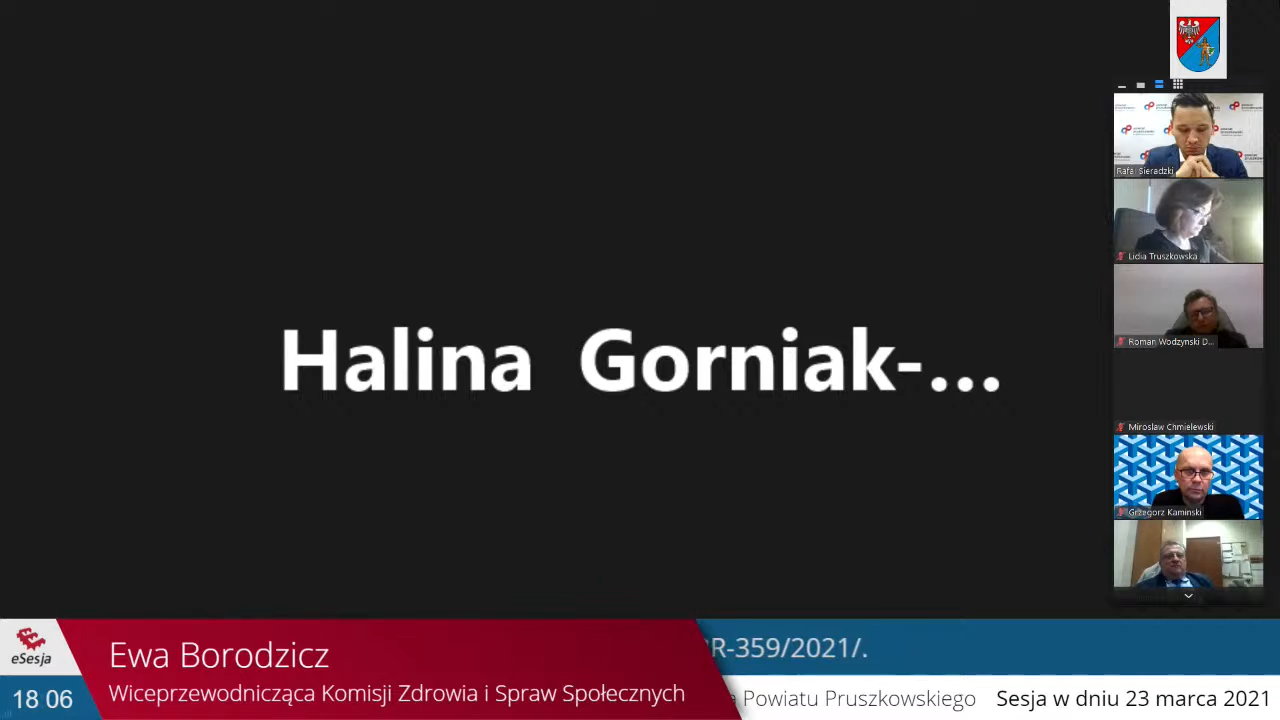 Rafał Sieradzki
Lidia Truszkowska
Roman Wodzynski D...
Miroslaw Chmielewski
Grzegorz Kaminski
Halina Gorniak-...
eSesja
18 06
Ewa Borodzicz
Wiceprzewodnicząca Komisji Zdrowia i Spraw Społecznych
R-359/2021/.
Powiatu Pruszkowskiego
Sesja w dniu 23 marca 2021